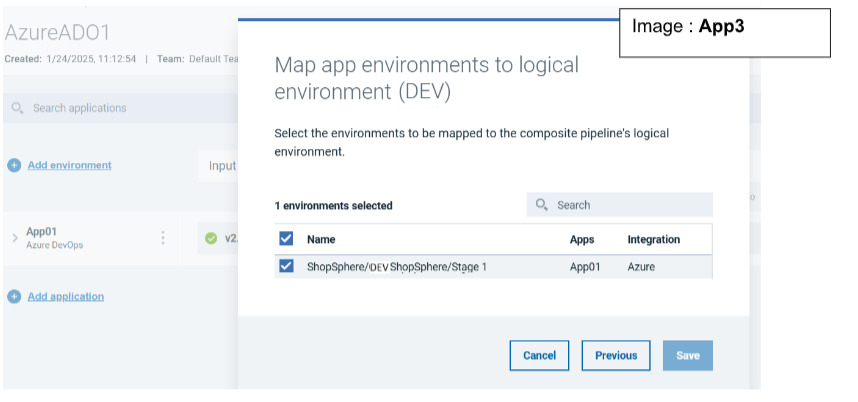 AzureADO1
Created: 1/24/2025, 11:12:54 | Team: Default Tea
Search applications
Add environment
Input
App01
Azure DevOps
v2.
Add application
Image : App3
Map app environments to logical
environment (DEV)
Select the environments to be mapped to the composite pipeline's logical
environment.
1 environments selected
Search
Name Apps Integration
ShopSphere/DEV ShopSphere/Stage 1 App01 Azure
Cancel Previous Save